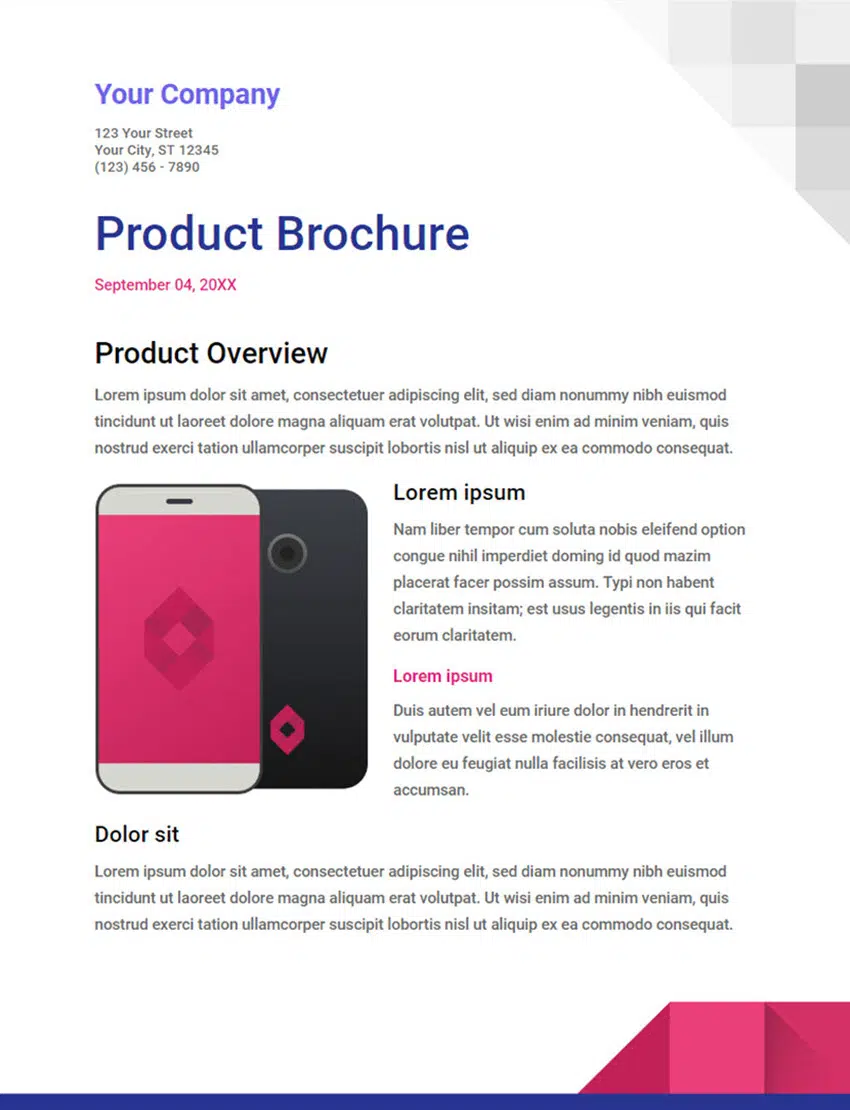 Your Company
123 Your Street
Your City, ST 12345
(123) 456 - 7890
Product Brochure
September 04, 20XX
Product Overview
Lorem ipsum dolor sit amet, consectetuer adipiscing elit, sed diam nonummy nibh euismod
tincidunt ut laoreet dolore magna aliquam erat volutpat. Ut wisi enim ad minim veniam, quis
nostrud exerci tation ullamcorper suscipit lobortis nisl ut aliquip ex ea commodo consequat.
Lorem ipsum
Nam liber tempor cum soluta nobis eleifend option
congue nihil imperdiet doming id quod mazim
placerat facer possim assum. Typi non habent
claritatem insitam; est usus legentis in iis qui facit
eorum claritatem.
Lorem ipsum
Duis autem vel eum iriure dolor in hendrerit in
vulputate velit esse molestie consequat, vel illum
dolore eu feugiat nulla facilisis at vero eros et
accumsan.
Dolor sit
Lorem ipsum dolor sit amet, consectetuer adipiscing elit, sed diam nonummy nibh euismod
tincidunt ut laoreet dolore magna aliquam erat volutpat. Ut wisi enim ad minim veniam, quis
nostrud exerci tation ullamcorper suscipit lobortis nisl ut aliquip ex ea commodo consequat.